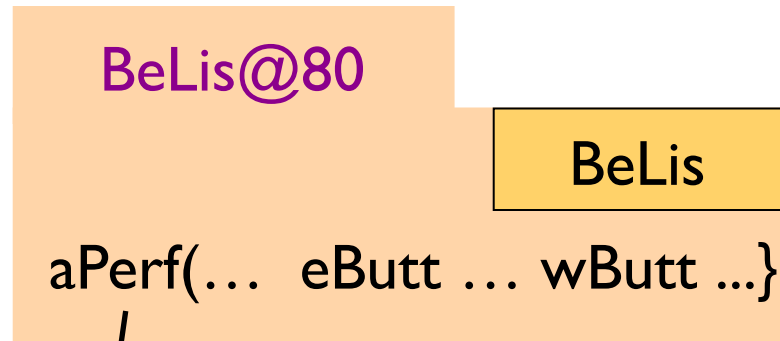 BeLis@80
BeLis
aPerf(… eButt … wButt ...}